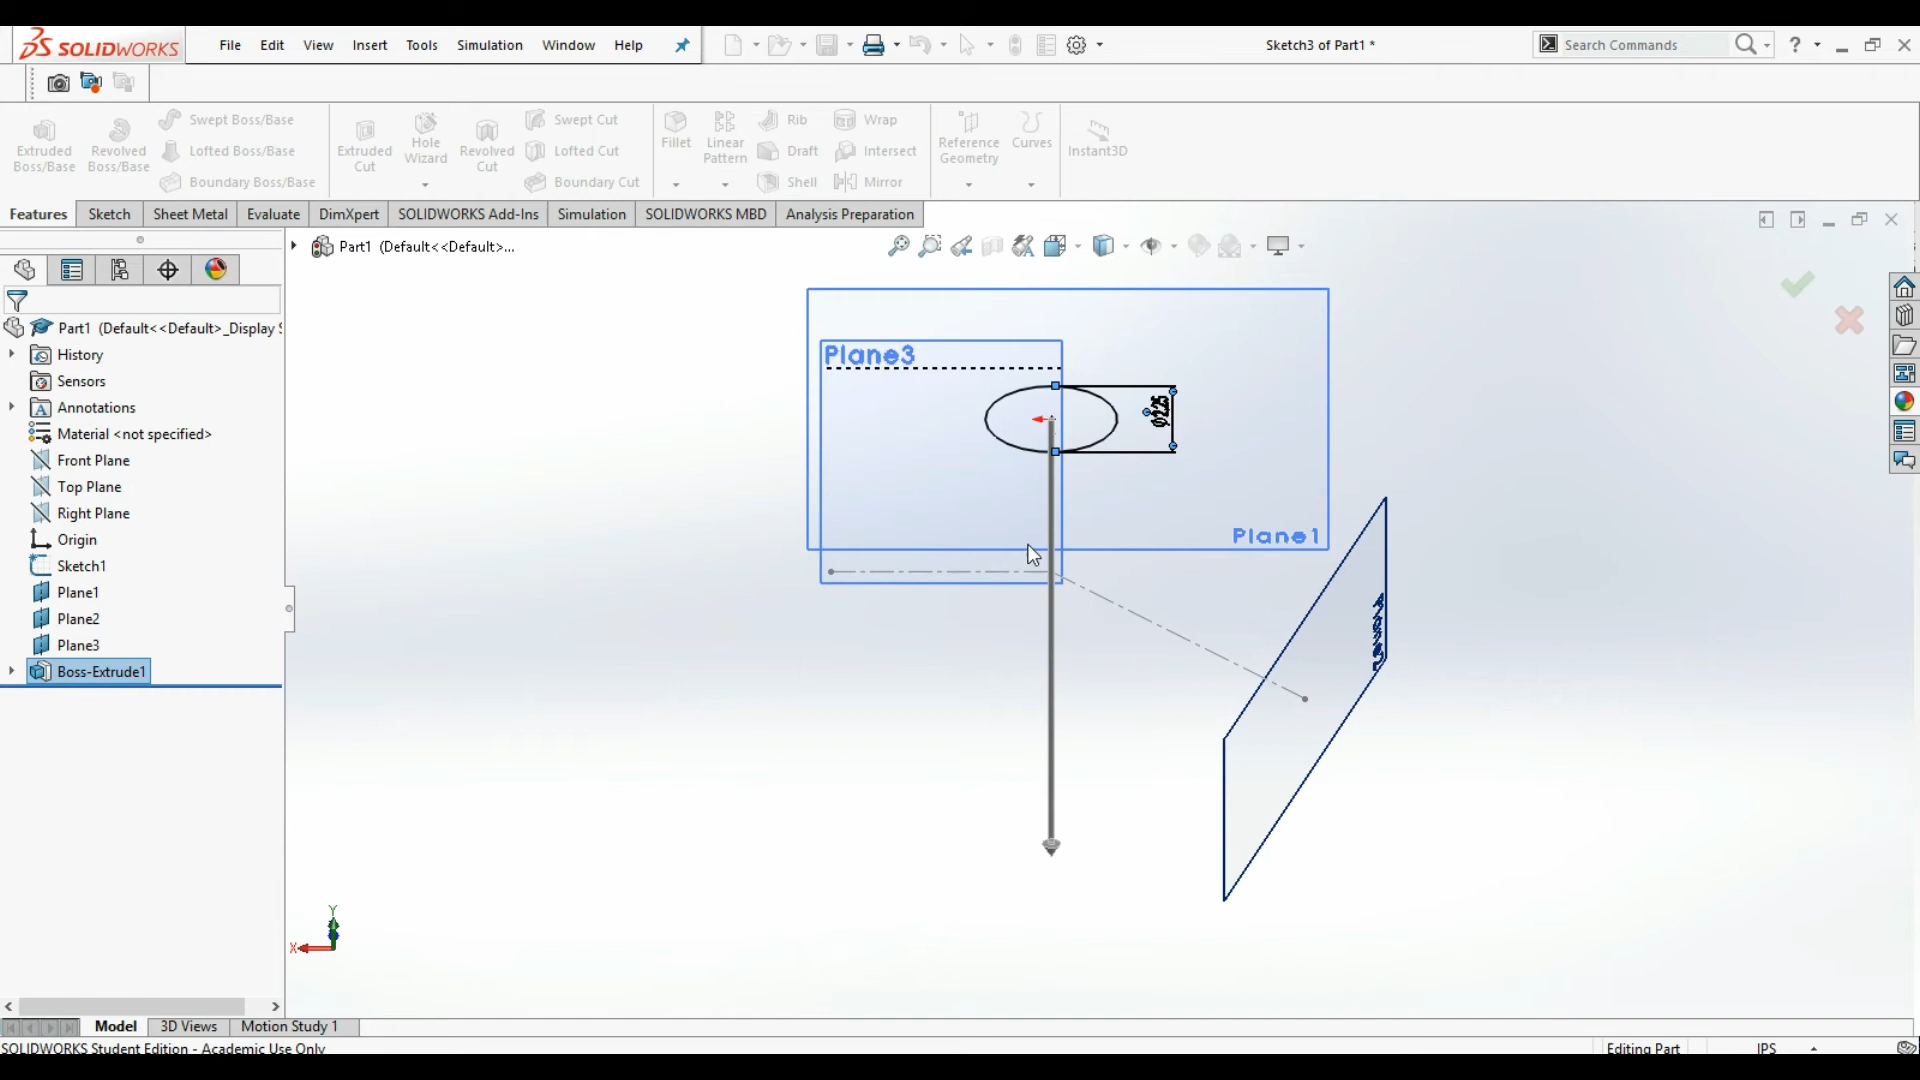 SOLIDWORKS
File Edit View Insert Tools Simulation Window Help
Sketch3 of Part1 *
Search Commands
Extruded Boss/Base
Revolved Boss/Base
Swept Boss/Base
Lofted Boss/Base
Boundary Boss/Base
Extruded Cut
Hole Wizard
Revolved Cut
Swept Cut
Lofted Cut
Boundary Cut
Fillet
Linear Pattern
Rib
Draft
Shell
Wrap
Intersect
Mirror
Reference Geometry
Curves
Instant3D
Features Sketch Sheet Metal Evaluate DimXpert SOLIDWORKS Add-Ins Simulation SOLIDWORKS MBD Analysis Preparation
Part1 (Default<<Default>...
Part1 (Default<<Default>_Display S
History
Sensors
Annotations
Material <not specified>
Front Plane
Top Plane
Right Plane
Origin
Sketch1
Plane1
Plane2
Plane3
Boss-Extrude1
Plane3
Ø2.25
Plane1
Y
X
Model 3D Views Motion Study 1
SOLIDWORKS Student Edition - Academic Use Only
Editing Part
IPS